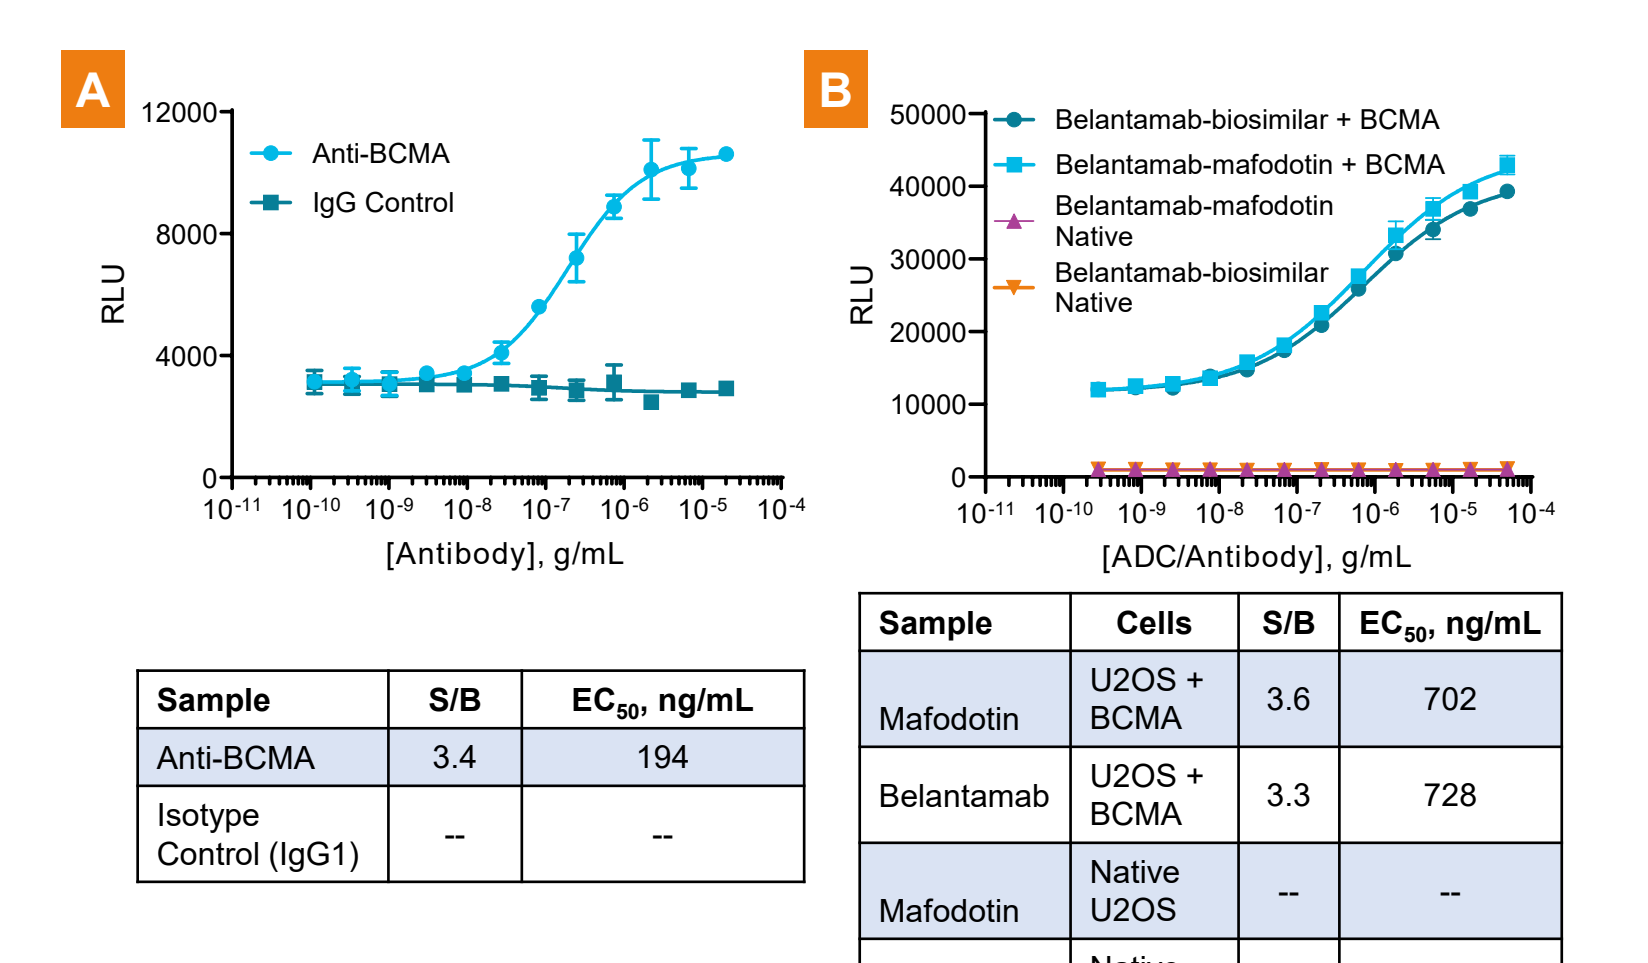 A
12000
8000
4000
0
RLU
Anti-BCMA
IgG Control
10-11 10-10 10-9 10-8 10-7 10-6 10-5 10-4
[Antibody], g/mL
Sample S/B EC50, ng/mL
Anti-BCMA 3.4 194
Isotype
Control (IgG1) -- --
B
50000
40000
30000
20000
10000
0
RLU
Belantamab-biosimilar + BCMA
Belantamab-mafodotin + BCMA
Belantamab-mafodotin
Native
Belantamab-biosimilar
Native
10-11 10-10 10-9 10-8 10-7 10-6 10-5 10-4
[ADC/Antibody], g/mL
Sample Cells S/B EC50, ng/mL
Mafodotin U2OS +
BCMA 3.6 702
Belantamab U2OS +
BCMA 3.3 728
Mafodotin Native
U2OS -- --